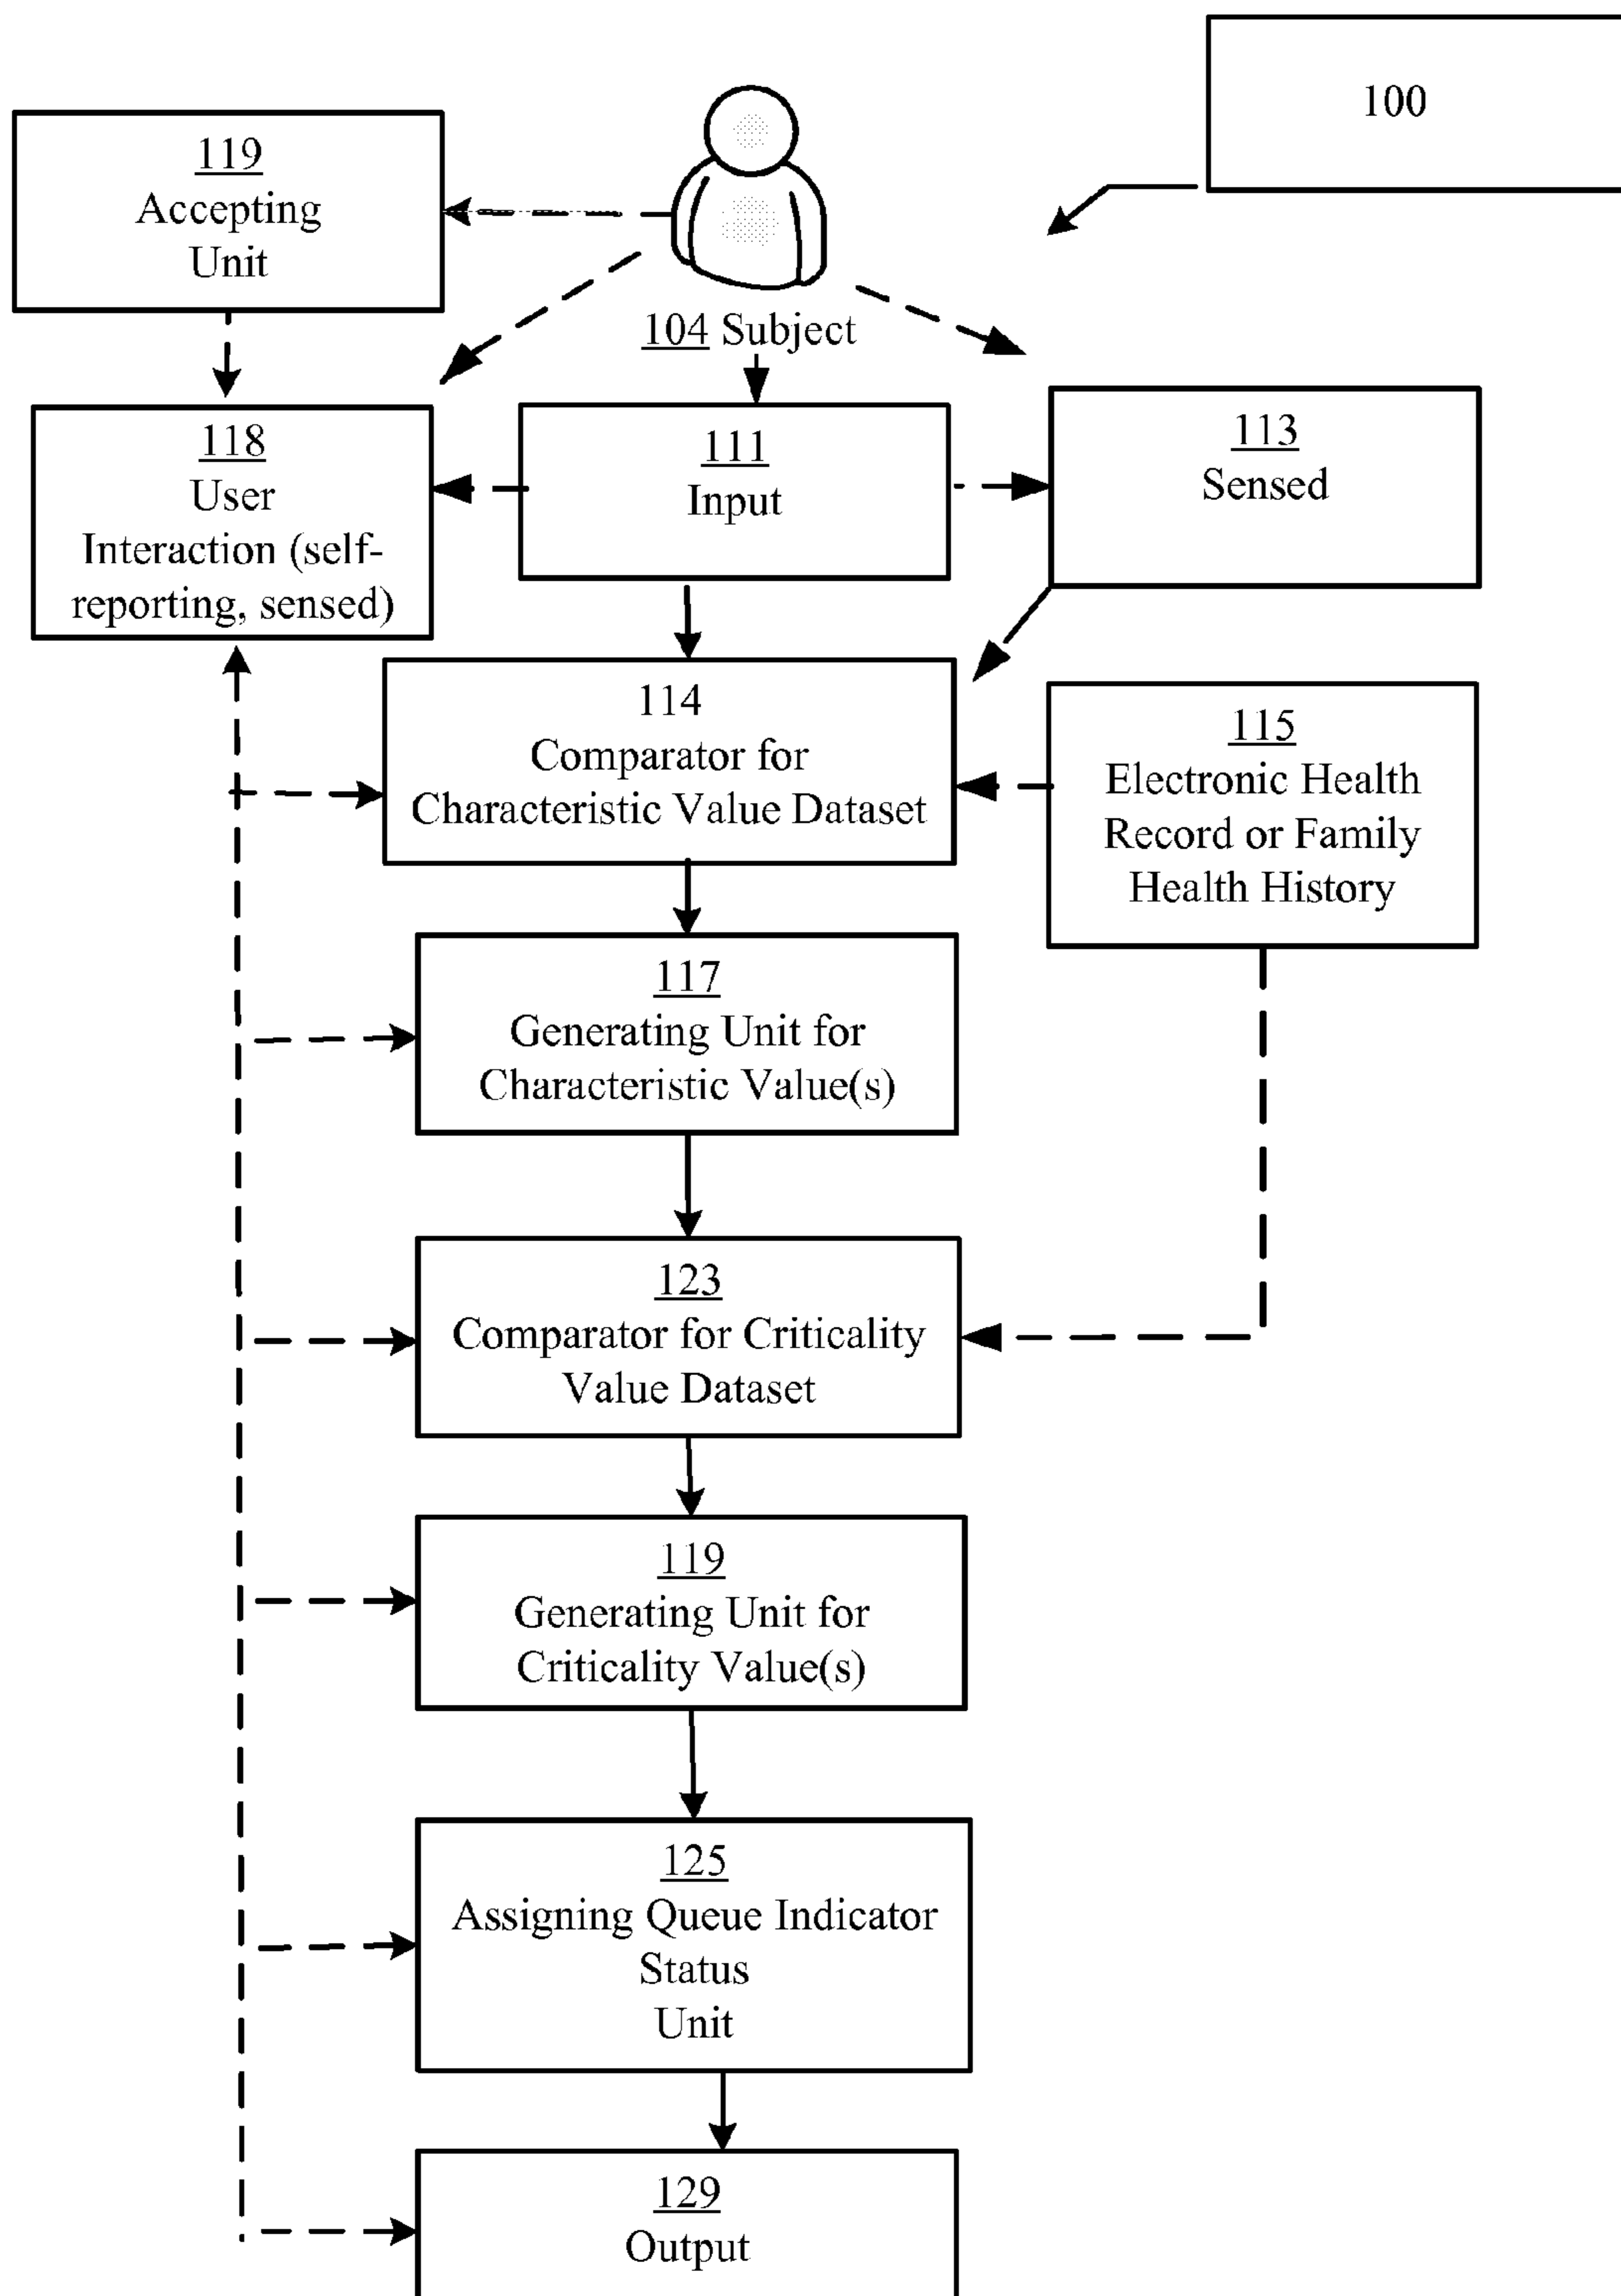 100
119
Accepting
Unit
104 Subject
118
User
Interaction (self-
reporting, sensed)
111
Input
113
Sensed
114
Comparator for
Characteristic Value Dataset
115
Electronic Health
Record or Family
Health History
117
Generating Unit for
Characteristic Value(s)
123
Comparator for Criticality
Value Dataset
119
Generating Unit for
Criticality Value(s)
125
Assigning Queue Indicator
Status
Unit
129
Output